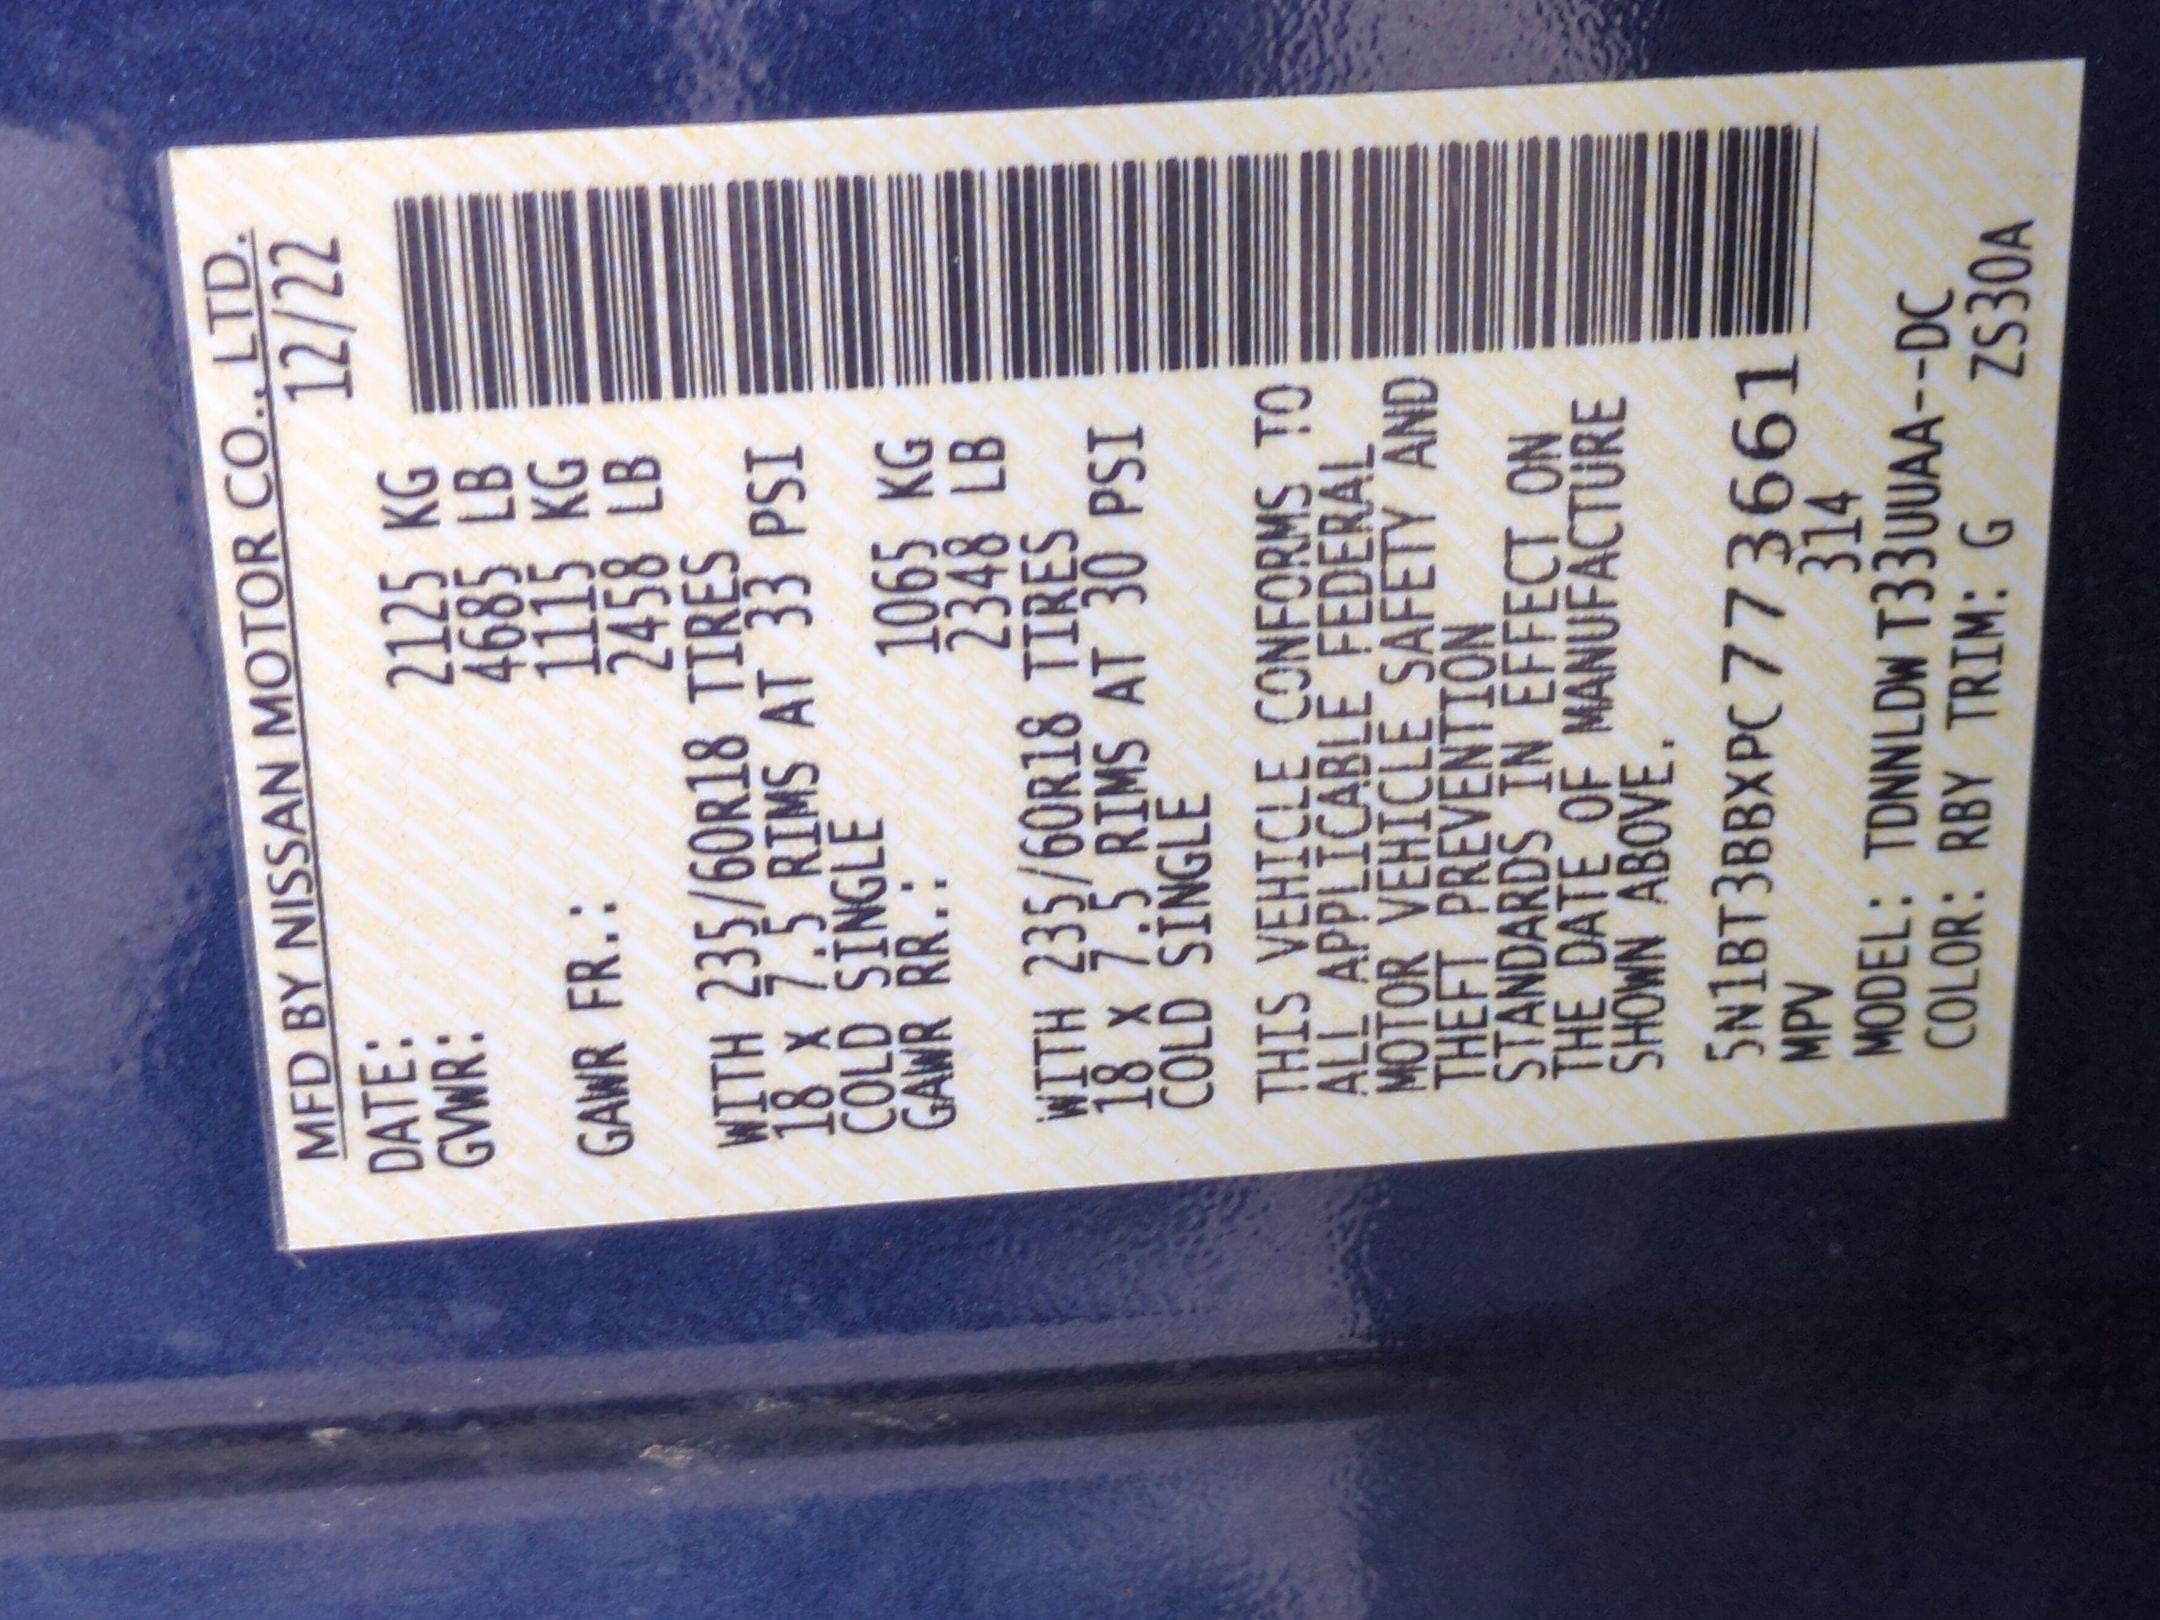 MFD BY NISSAN MOTOR CO., LTD.
DATE: 12/22
GVWR: 2125 KG
4685 LB
1115 KG
GAWR FR.: 2458 LB
WITH 235/60R18 TIRES
18 x 7.5 RIMS AT 33 PSI
COLD SINGLE
GAWR RR.: 1065 KG
2348 LB
WITH 235/60R18 TIRES
18 x 7.5 RIMS AT 30 PSI
COLD SINGLE
THIS VEHICLE CONFORMS TO
ALL APPLICABLE FEDERAL
MOTOR VEHICLE SAFETY AND
THEFT PREVENTION
STANDARDS IN EFFECT ON
THE DATE OF MANUFACTURE
SHOWN ABOVE.
5N1BT3BBXPC773661
MPV 314
MODEL: TDNNLDW T33UUAA--DC
COLOR: RBY TRIM: G ZS30A